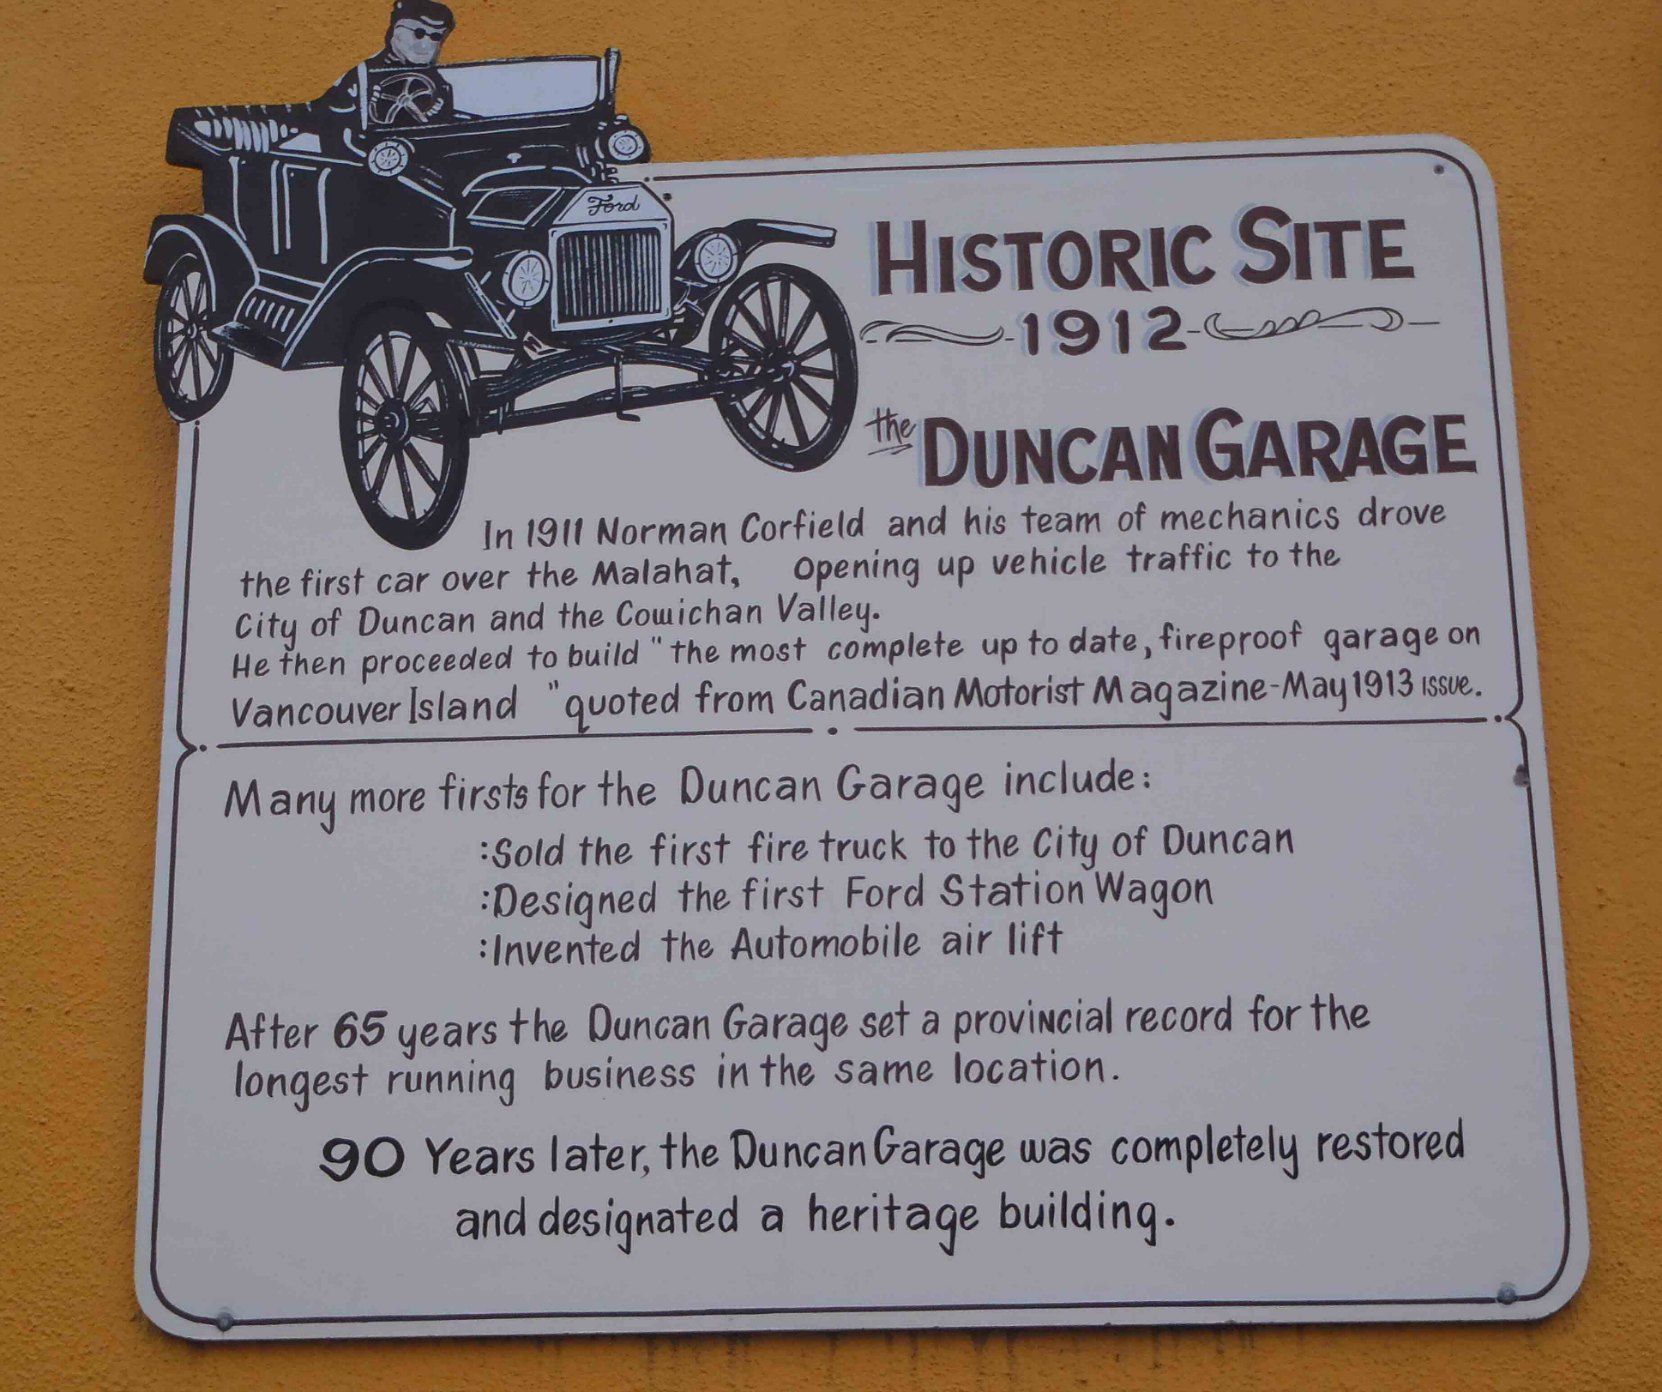 Ford
HISTORIC SITE
1912
the DUNCAN GARAGE
In 1911 Norman Corfield and his team of mechanics drove
the first car over the Malahat, opening up vehicle traffic to the
City of Duncan and the Cowichan Valley.
He then proceeded to build "the most complete up to date, fireproof garage on
Vancouver Island " quoted from Canadian Motorist Magazine - May 1913 ISSUE.
Many more firsts for the Duncan Garage include:
:Sold the first fire truck to the City of Duncan
:Designed the first Ford Station Wagon
:Invented the Automobile air lift
After 65 years the Duncan Garage set a provincial record for the
longest running business in the same location.
90 Years later, the Duncan Garage was completely restored
and designated a heritage building.